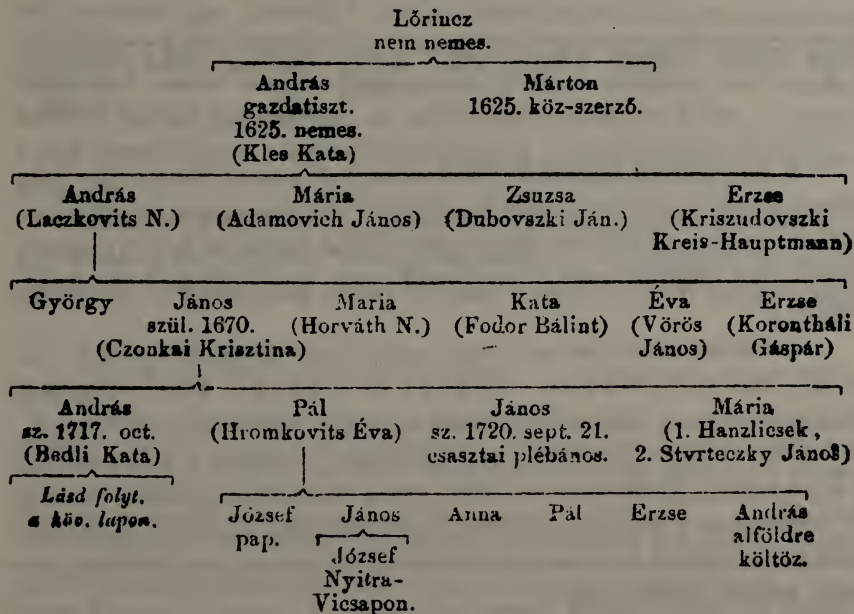 Lőrincz
nem nemes.
András Márton
gazdatiszt. 1625. köz-szerző.
1625. nemes.
(Kles Kata)
András Mária Zsuzsa Erzse
(Laczkovits N.) (Adamovich János) (Dubovszki Ján.) (Kriszudovszki
Kreis-Hauptmann)
György János Maria Kata Éva Erzse
szül. 1670. (Horváth N.) (Fodor Bálint) (Vörös (Korontháli
(Czonkai Krisztina) János) Gáspár)
András Pál János Mária
sz. 1717. oct. (Hromkovits Éva) sz. 1720. sept. 21. (1. Hanzlicsek,
(Bedli Kata) csasztai plébános. 2. Stvrteczky János)
Lásd folyt.
a köv. lapon.
József János Anna Pál Erzse András
pap. József alföldre
Nyitra- költöz.
Vicsapon.